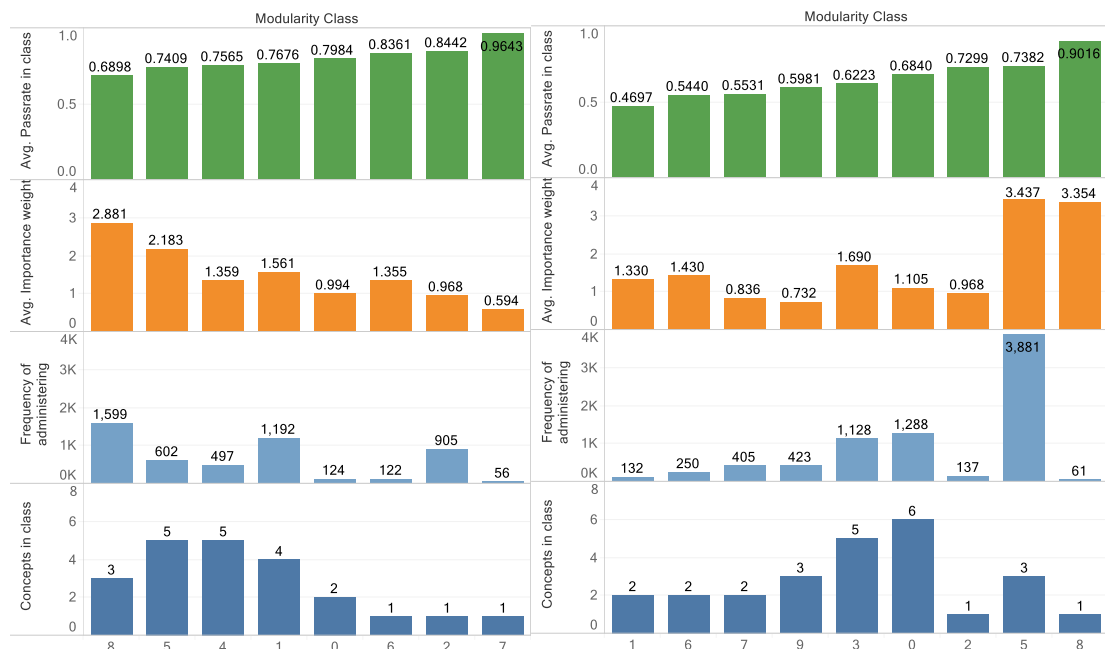 Modularity Class
Avg. Passrate in class
1.0
0.5
0.0
0.6898 0.7409 0.7565 0.7676 0.7984 0.8361 0.8442 0.9643
Avg. Importance weight
4
3
2
1
0
2.881 2.183 1.359 1.561 0.994 1.355 0.968 0.594
Frequency of
administering
4K
3K
2K
1K
0K
1,599 602 497 1,192 124 122 905 56
Concepts in class
8
6
4
2
0
3 5 5 4 2 1 1 1
8 5 4 1 0 6 2 7
Modularity Class
Avg. Passrate in class
1.0
0.5
0.0
0.4697 0.5440 0.5531 0.5981 0.6223 0.6840 0.7299 0.7382 0.9016
Avg. Importance weight
4
3
2
1
0
1.330 1.430 0.836 0.732 1.690 1.105 0.968 3.437 3.354
Frequency of
administering
4K
3K
2K
1K
0K
132 250 405 423 1,128 1,288 137 3,881 61
Concepts in class
8
6
4
2
0
2 2 2 3 5 6 1 3 1
1 6 7 9 3 0 2 5 8